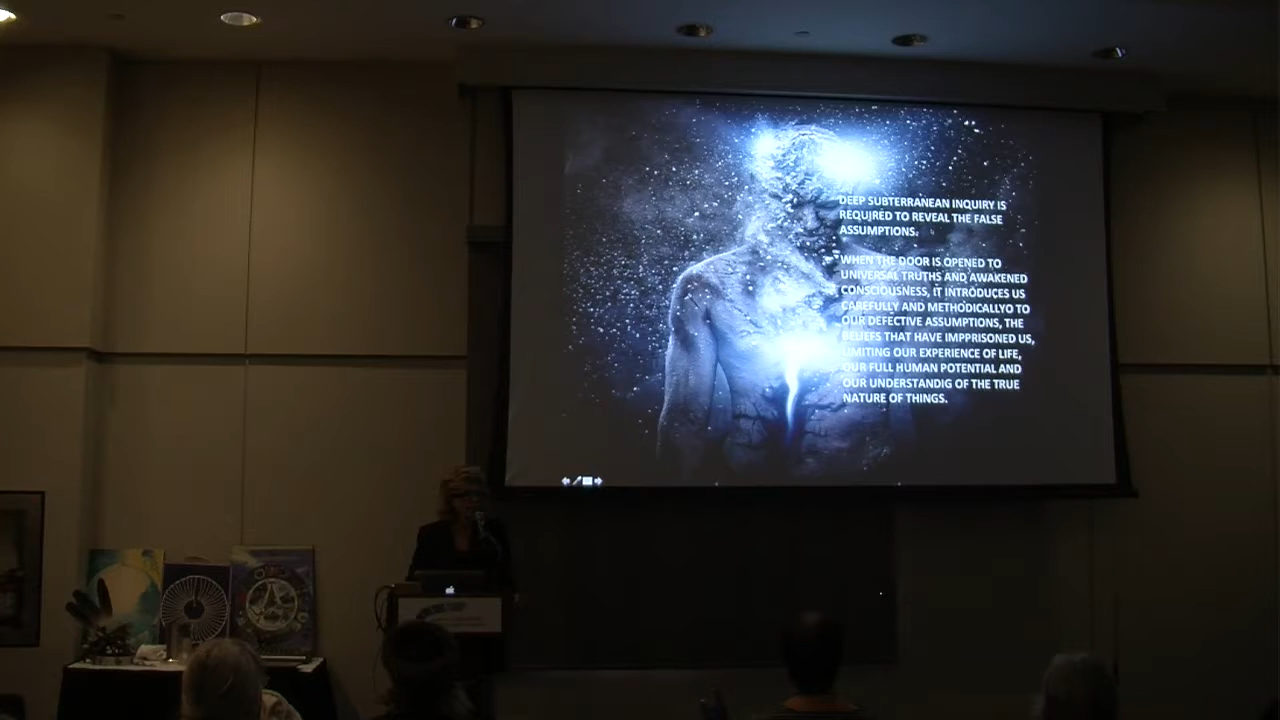 DEEP SUBTERRANEAN INQUIRY IS
REQUIRED TO REVEAL THE FALSE
ASSUMPTIONS.
WHEN THE DOOR IS OPENED TO
UNIVERSAL TRUTHS AND AWAKENED
CONSCIOUSNESS, IT INTRODUCES US
CAREFULLY AND METHODICALLYO TO
OUR DEFECTIVE ASSUMPTIONS, THE
BELIEFS THAT HAVE IMPPRISONED US,
LIMITING OUR EXPERIENCE OF LIFE,
OUR FULL HUMAN POTENTIAL AND
OUR UNDERSTANDIG OF THE TRUE
NATURE OF THINGS.